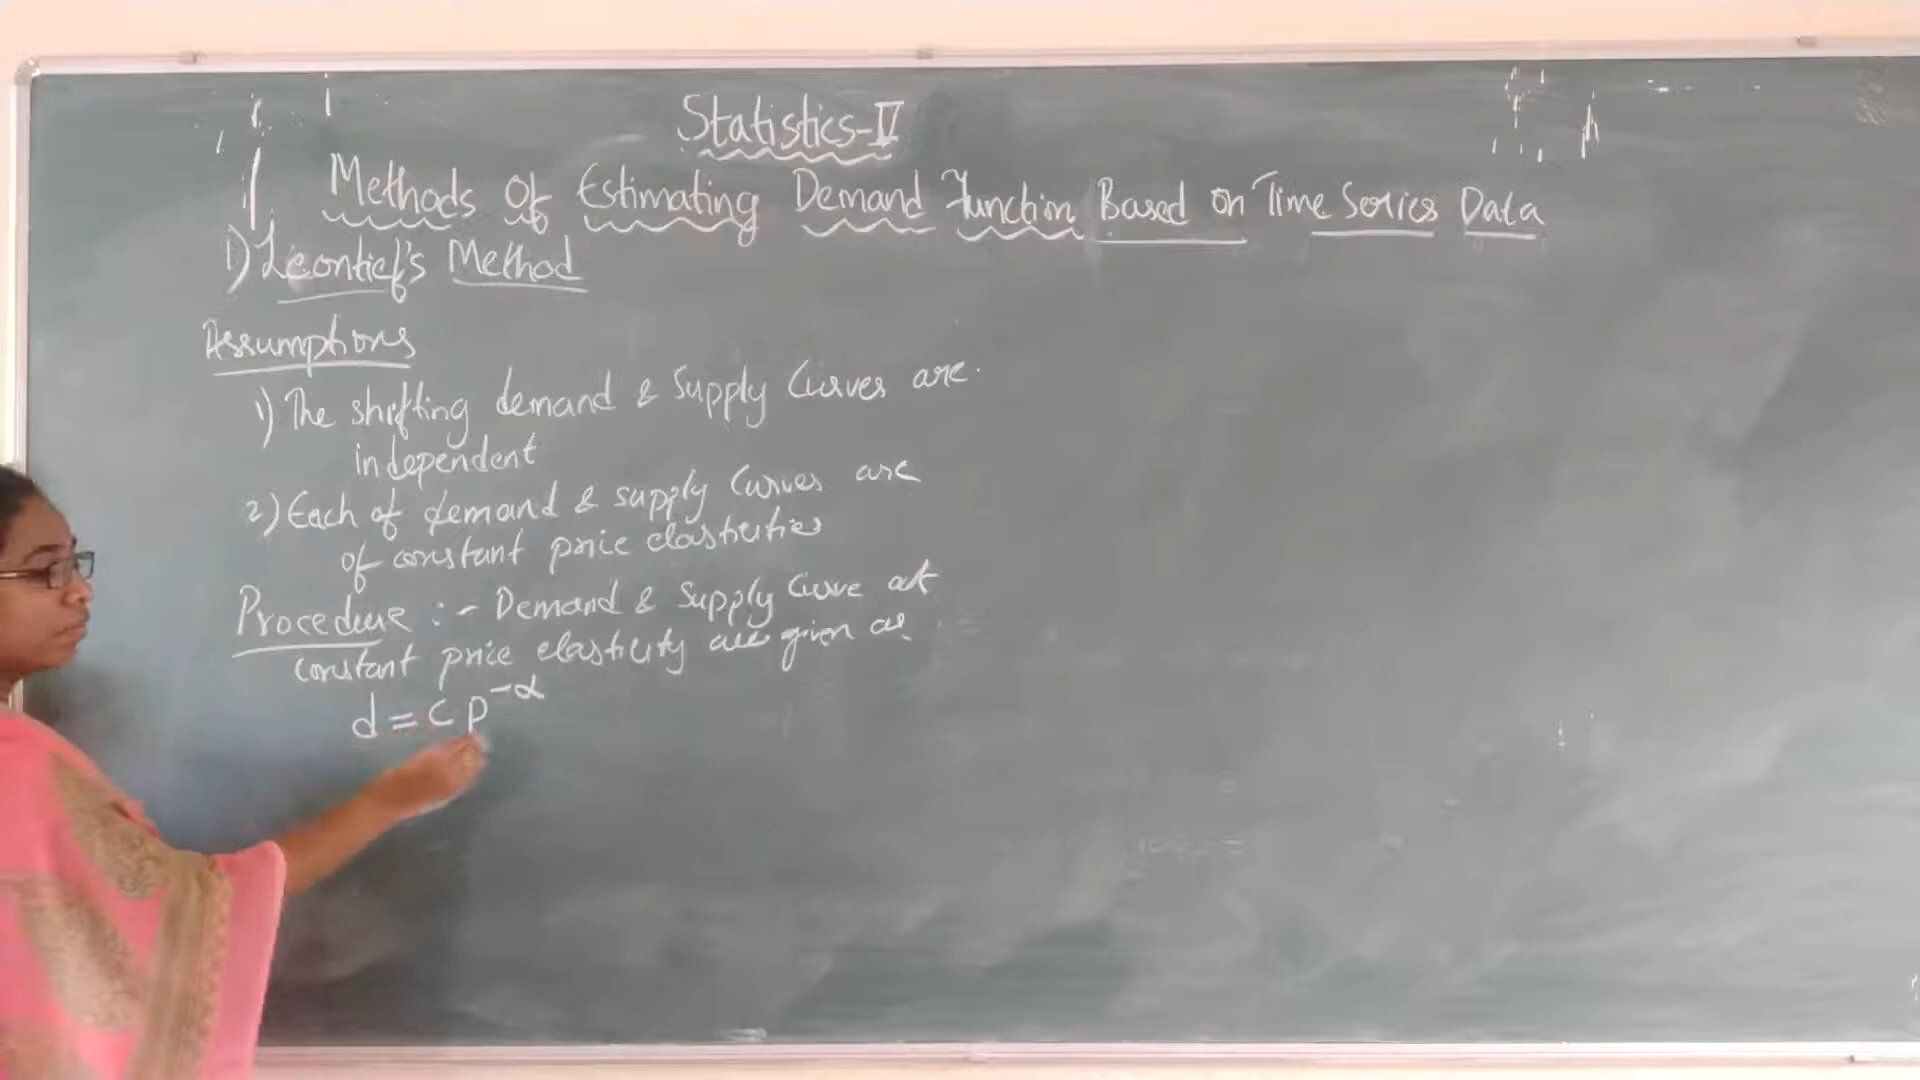 Statistics-IV
Methods Of Estimating Demand Function Based on Time Series Data
1) Leontief's Method
Assumptions
1) The shifting demand & Supply Curves are.
independent
2) Each of demand & supply Curves are
of constant price elasticities
Procedure :- Demand & Supply Curve at
constant price elasticity are given as
d = c p^{-α}